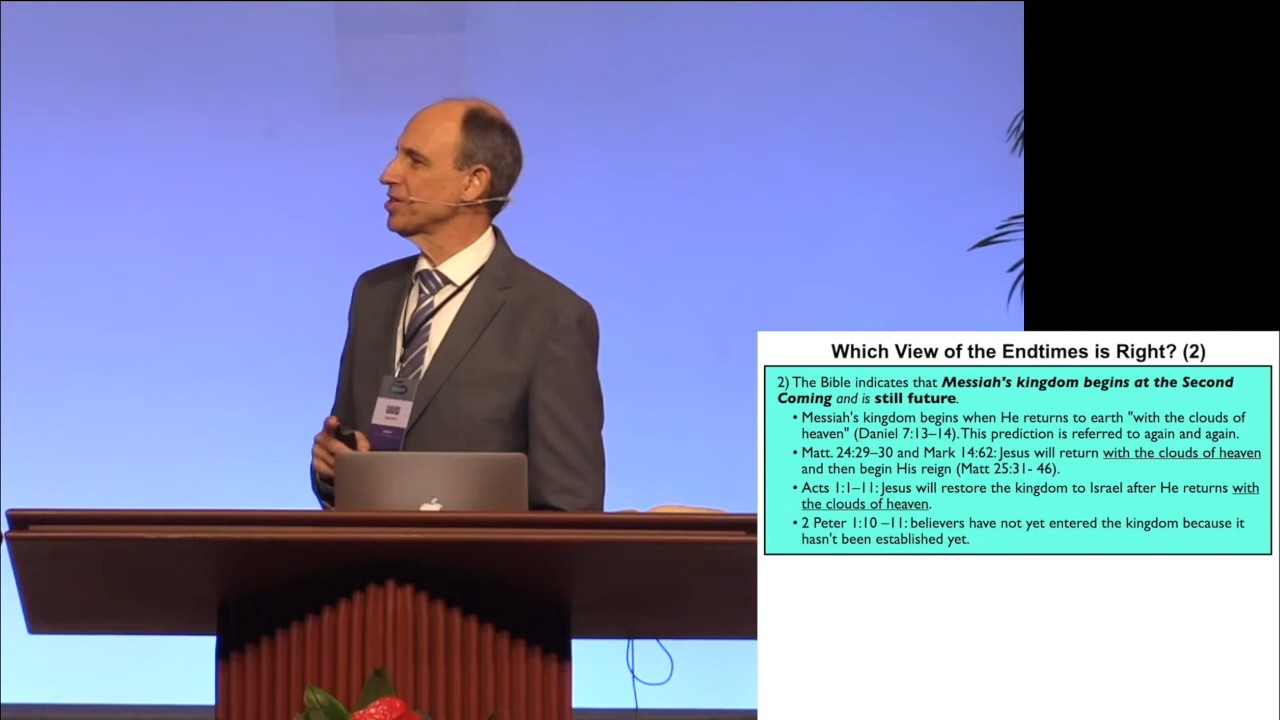 Which View of the Endtimes is Right? (2)
2) The Bible indicates that Messiah's kingdom begins at the Second
Coming and is still future.
• Messiah's kingdom begins when He returns to earth "with the clouds of
heaven" (Daniel 7:13–14). This prediction is referred to again and again.
• Matt. 24:29–30 and Mark 14:62: Jesus will return with the clouds of heaven
and then begin His reign (Matt 25:31- 46).
• Acts 1:1–11: Jesus will restore the kingdom to Israel after He returns with
the clouds of heaven.
• 2 Peter 1:10 –11: believers have not yet entered the kingdom because it
hasn't been established yet.
DAVID